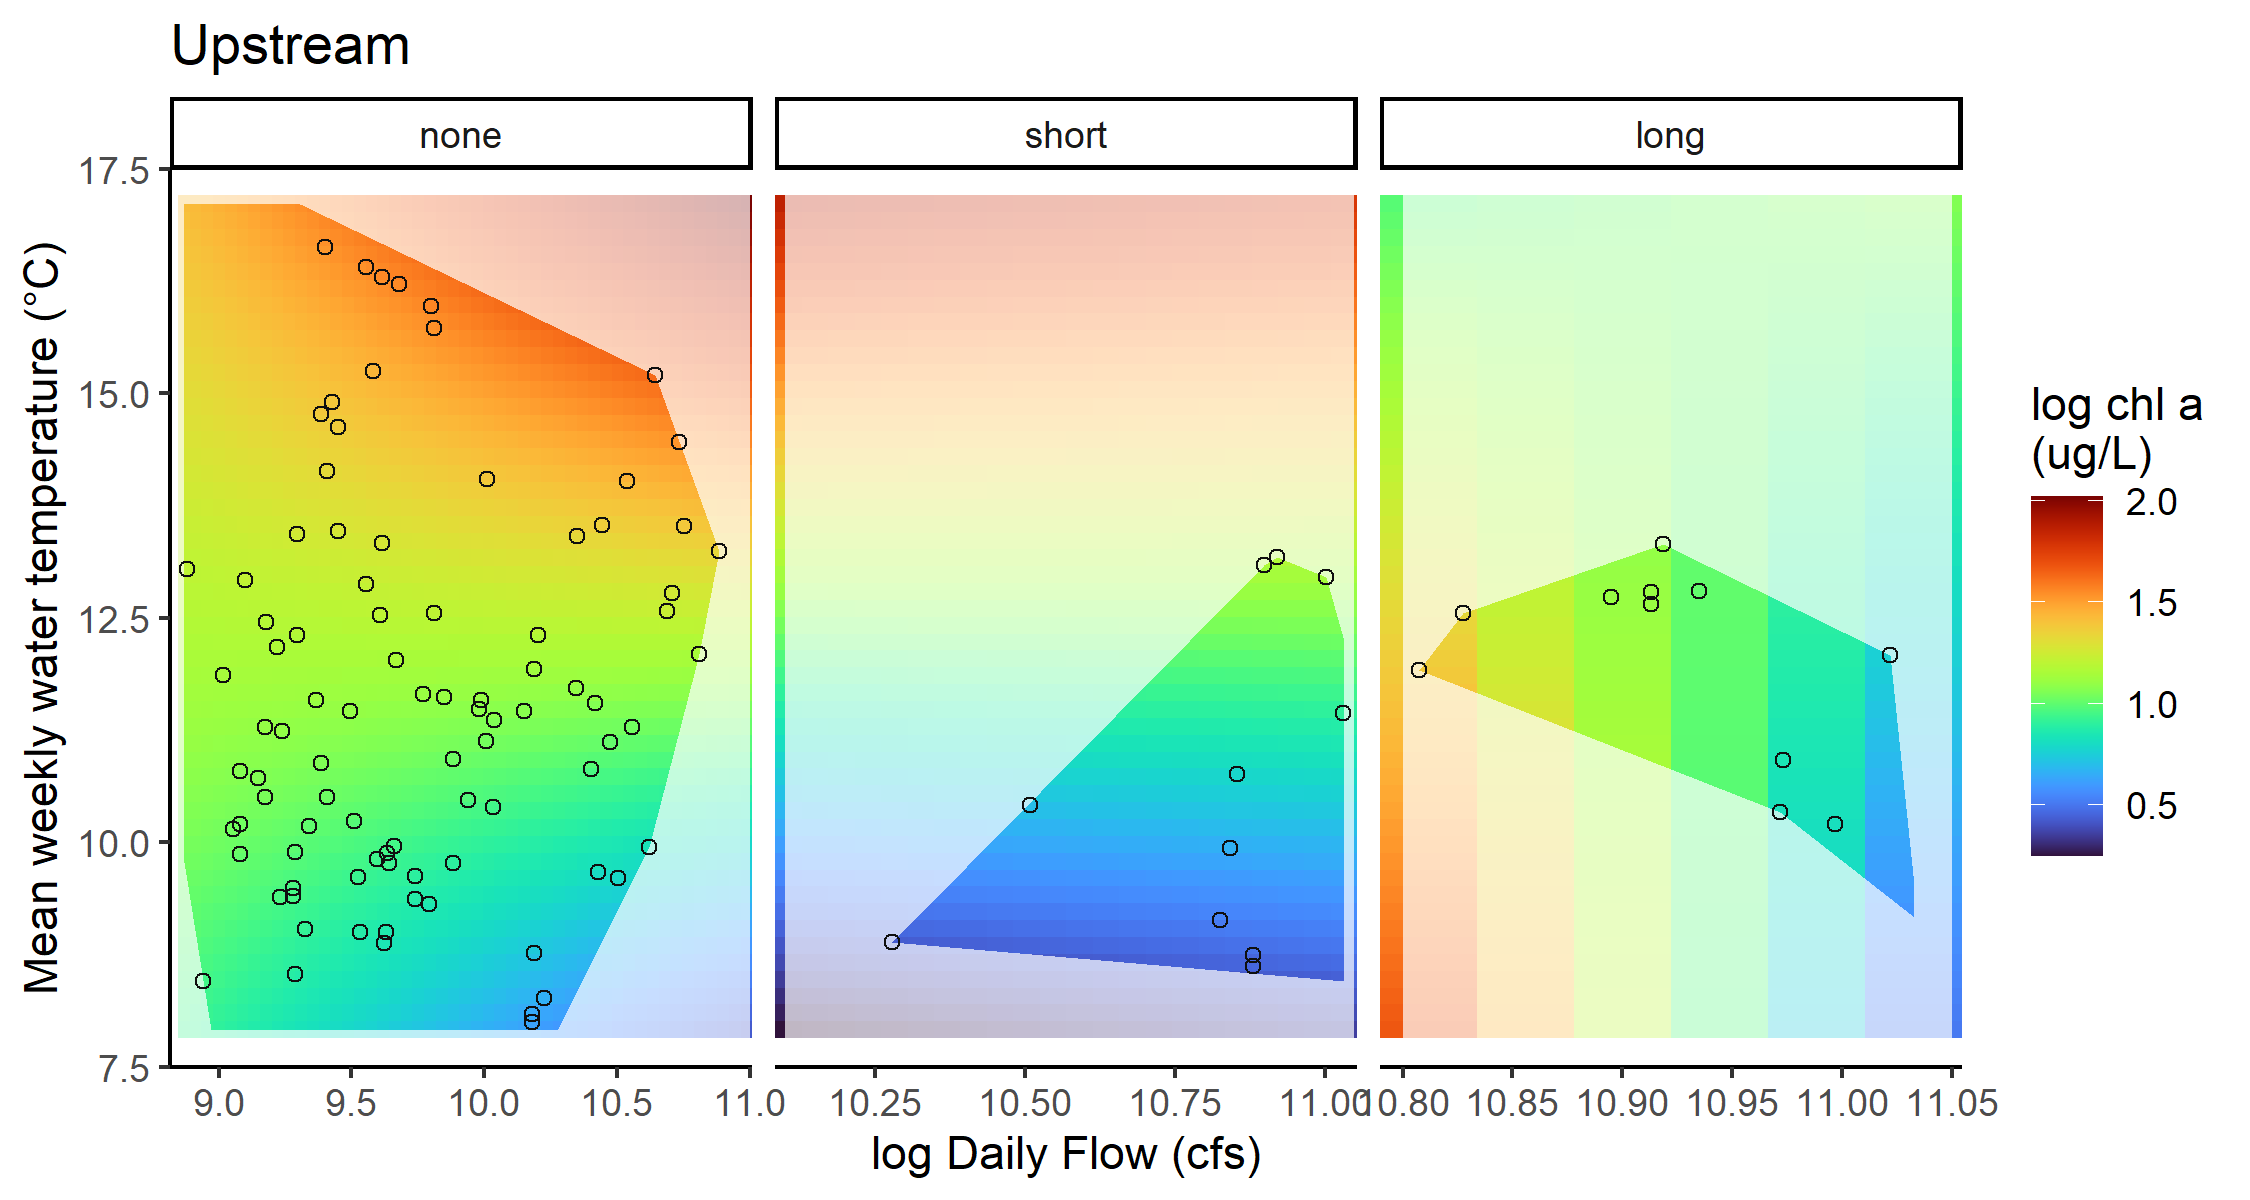 Upstream
none short long
17.5
15.0
12.5
10.0
7.5
Mean weekly water temperature (°C)
9.0 9.5 10.0 10.5 11.0 10.25 10.50 10.75 11.00 10.80 10.85 10.90 10.95 11.00 11.05
log Daily Flow (cfs)
log chl a
(ug/L)
2.0
1.5
1.0
0.5